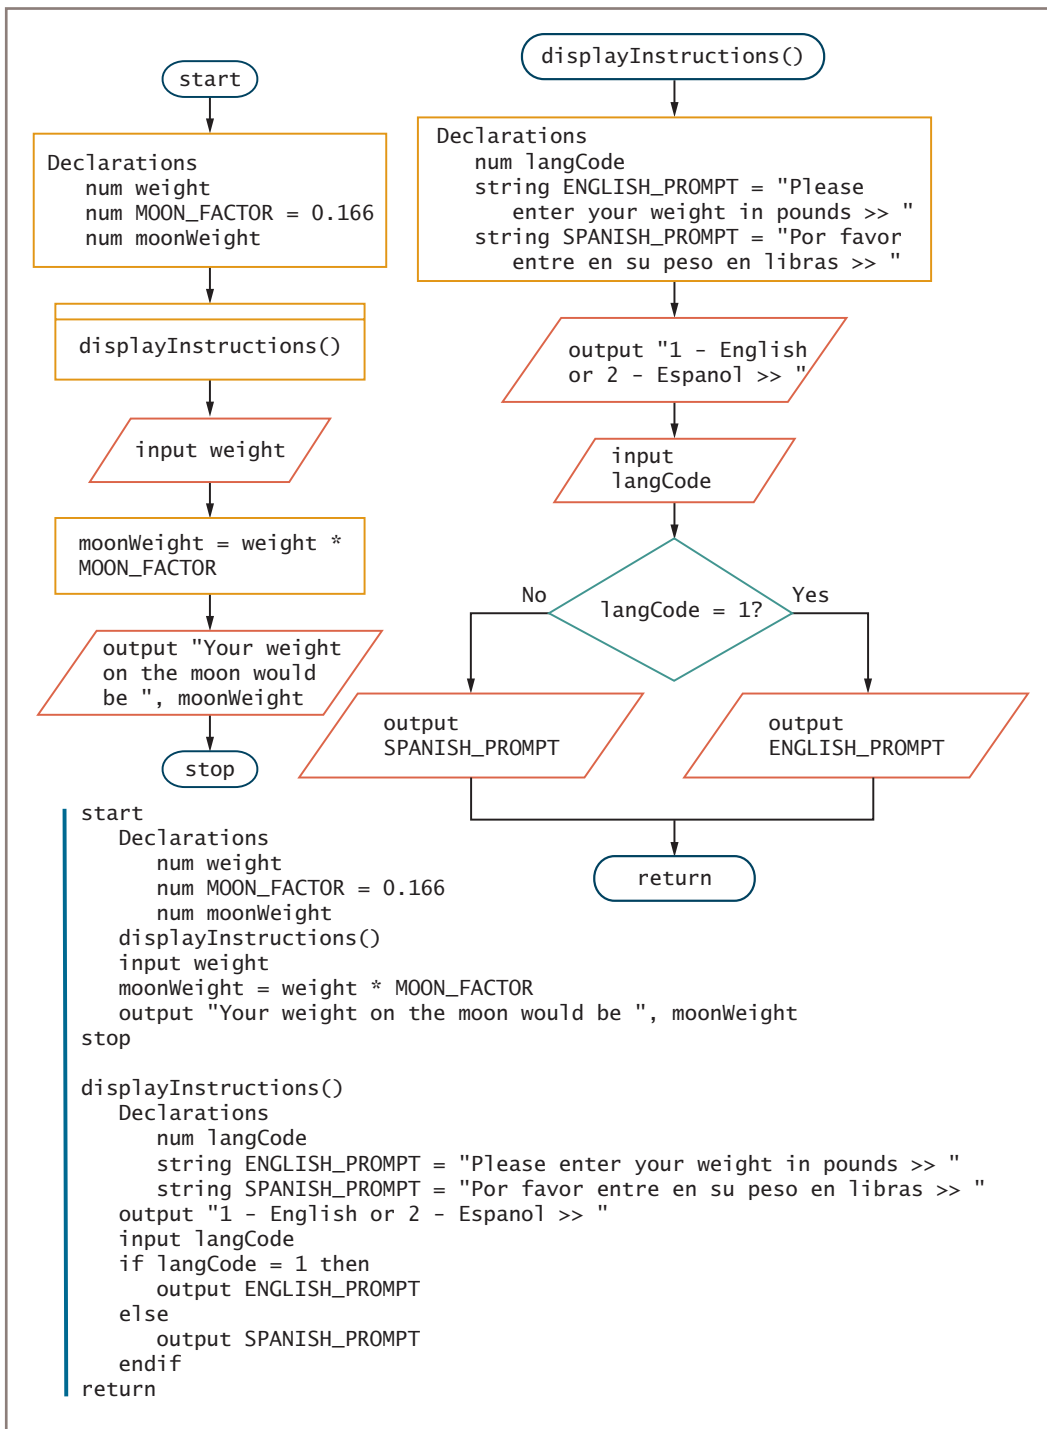 start
Declarations
num weight
num MOON_FACTOR = 0.166
num moonWeight
displayInstructions()
input weight
moonWeight = weight *
MOON_FACTOR
output "Your weight
on the moon would
be ", moonWeight
stop
displayInstructions()
Declarations
num langCode
string ENGLISH_PROMPT = "Please
enter your weight in pounds >> "
string SPANISH_PROMPT = "Por favor
entre en su peso en libras >> "
output "1 – English
or 2 – Espanol >> "
input
langCode
langCode = 1?
No
Yes
output
SPANISH_PROMPT
output
ENGLISH_PROMPT
return
start
Declarations
num weight
num MOON_FACTOR = 0.166
num moonWeight
displayInstructions()
input weight
moonWeight = weight * MOON_FACTOR
output "Your weight on the moon would be ", moonWeight
stop
displayInstructions()
Declarations
num langCode
string ENGLISH_PROMPT = "Please enter your weight in pounds >> "
string SPANISH_PROMPT = "Por favor entre en su peso en libras >> "
output "1 – English or 2 – Espanol >> "
input langCode
if langCode = 1 then
output ENGLISH_PROMPT
else
output SPANISH_PROMPT
endif
return